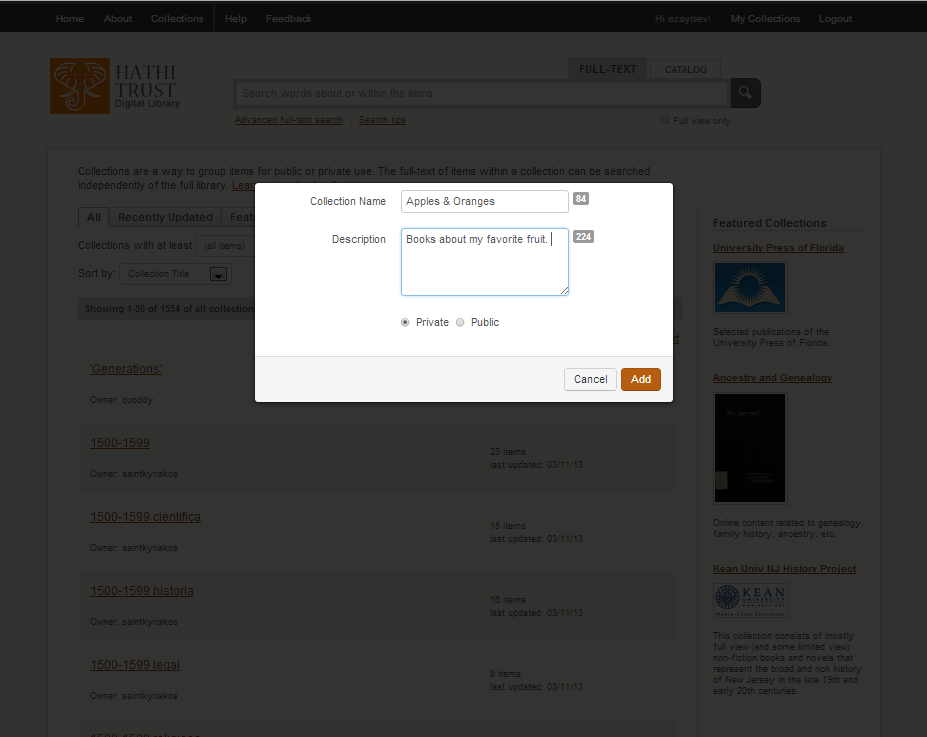 Home About Collections Help Feedback Hi azaytsev! My Collections Logout
HATHI
TRUST
Digital Library
FULL-TEXT CATALOG
Search words about or within the items
Advanced full-text search | Search tips Full view only
Collections are a way to group items for public or private use. The full-text of items within a collection can be searched
independently of the full library.
All Recently Updated
Collections with at least (all items)
Sort by: Collection Title
Showing 1-50 of 1554 of all collection
Collection Name Apples & Oranges 84
Description Books about my favorite fruit. 224
Private Public
Cancel Add
'Generations'
Owner: quoddy
1500-1599
Owner: saintkyriakos
23 items
last updated: 03/11/13
1500-1599 cientifica
Owner: saintkyriakos
15 items
last updated: 03/11/13
1500-1599 historia
Owner: saintkyriakos
16 items
last updated: 03/11/13
1500-1599 legal
Owner: saintkyriakos
8 items
last updated: 03/11/13
Featured Collections
University Press of Florida
Selected publications of the
University Press of Florida.
Ancestry and Genealogy
Online content related to genealogy,
family history, ancestry, etc.
Kean Univ NJ History Project
KEAN
UNIVERSITY
This collection consists of mostly
full view (and some limited view)
non-fiction books and novels that
represent the broad and rich history
of New Jersey in the late 19th and
early 20th centuries.